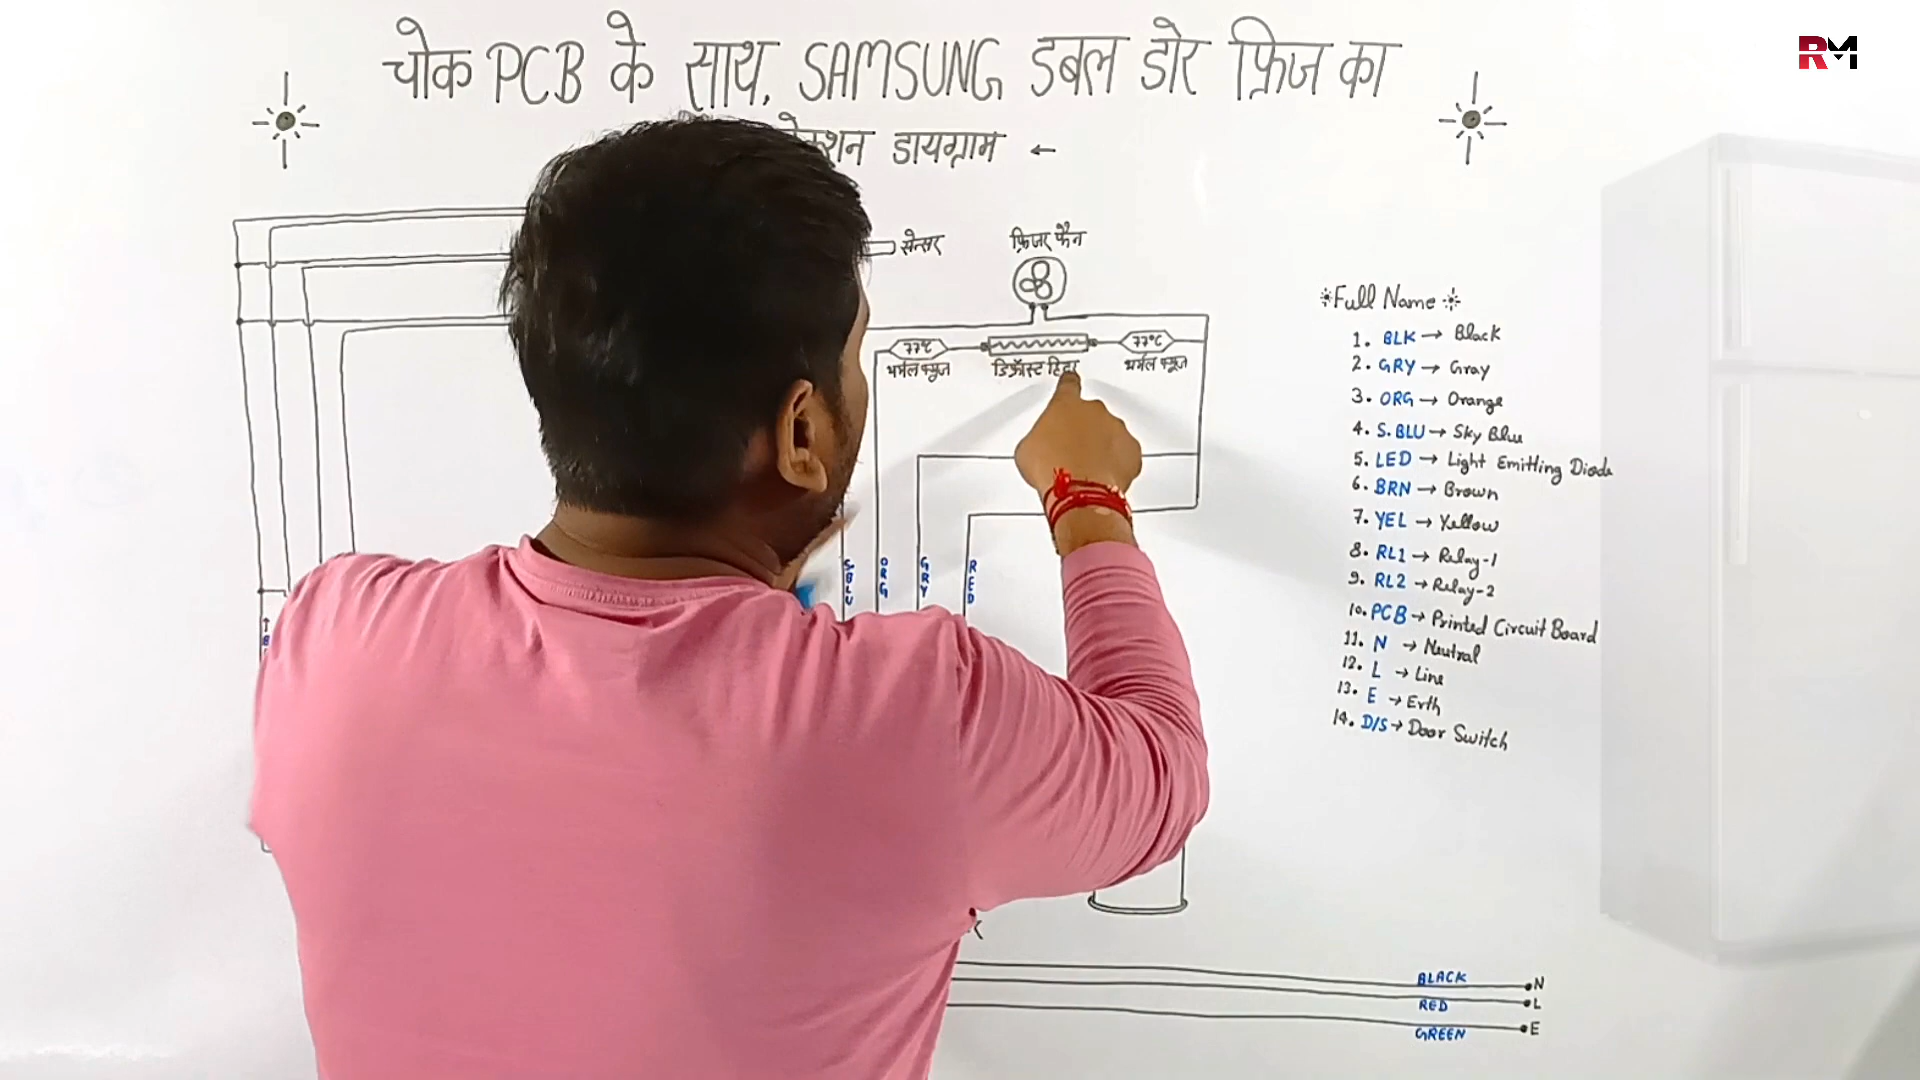 चोक PCB के साथ, SAMSUNG डबल डोर फ्रिज का
डायग्राम ←
RM
सेन्सर
फ्रिजर फैन
77°C
77°C
थर्मल फ्यूज
डिफ्रॉस्ट हिटर
थर्मल फ्यूज
S.BLU
ORG
GRY
RED
Full Name
1. BLK → Black
2. GRY → Gray
3. ORG → Orange
4. S.BLU → Sky Blue
5. LED → Light Emitting Diode
6. BRN → Brown
7. YEL → Yellow
8. RL1 → Relay-1
9. RL2 → Relay-2
10. PCB → Printed Circuit Board
11. N → Neutral
12. L → Line
13. E → Erth
14. D/S → Door Switch
BLACK N
RED L
GREEN E